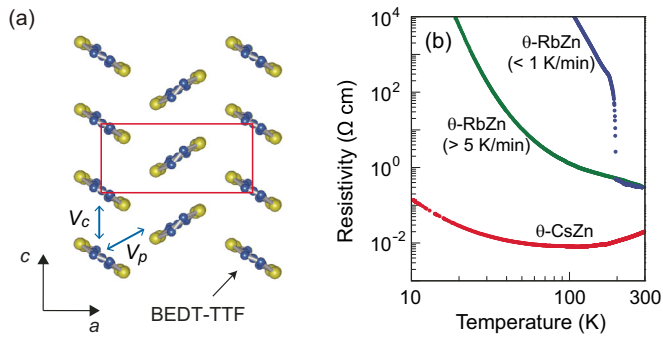 (a)
V_c
V_p
c
a
BEDT-TTF
(b)
θ-RbZn
(< 1 K/min)
θ-RbZn
(> 5 K/min)
θ-CsZn
Resistivity (Ω cm)
10^4
10^2
10^0
10^-2
10
100
300
Temperature (K)